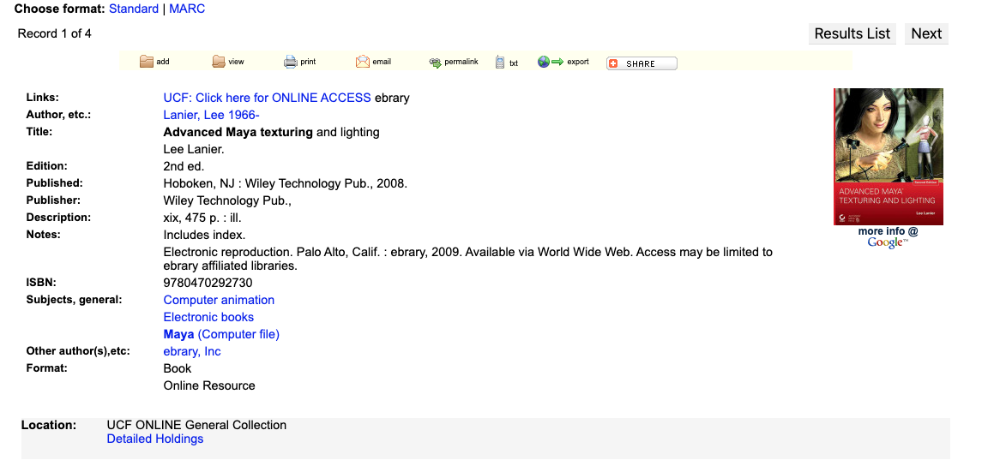 Choose format: Standard | MARC
Record 1 of 4
Results List Next
add view print email permalink txt export SHARE
Links: UCF: Click here for ONLINE ACCESS ebrary
Author, etc.: Lanier, Lee 1966-
Title: Advanced Maya texturing and lighting
Lee Lanier.
Edition: 2nd ed.
Published: Hoboken, NJ : Wiley Technology Pub., 2008.
Publisher: Wiley Technology Pub.,
Description: xix, 475 p. : ill.
Notes: Includes index.
Electronic reproduction. Palo Alto, Calif. : ebrary, 2009. Available via World Wide Web. Access may be limited to
ebrary affiliated libraries.
ISBN: 9780470292730
Subjects, general: Computer animation
Electronic books
Maya (Computer file)
Other author(s),etc: ebrary, Inc
Format: Book
Online Resource
Second Edition
ADVANCED MAYA®
TEXTURING AND LIGHTING
Lee Lanier
more info @
Google™
Location: UCF ONLINE General Collection
Detailed Holdings